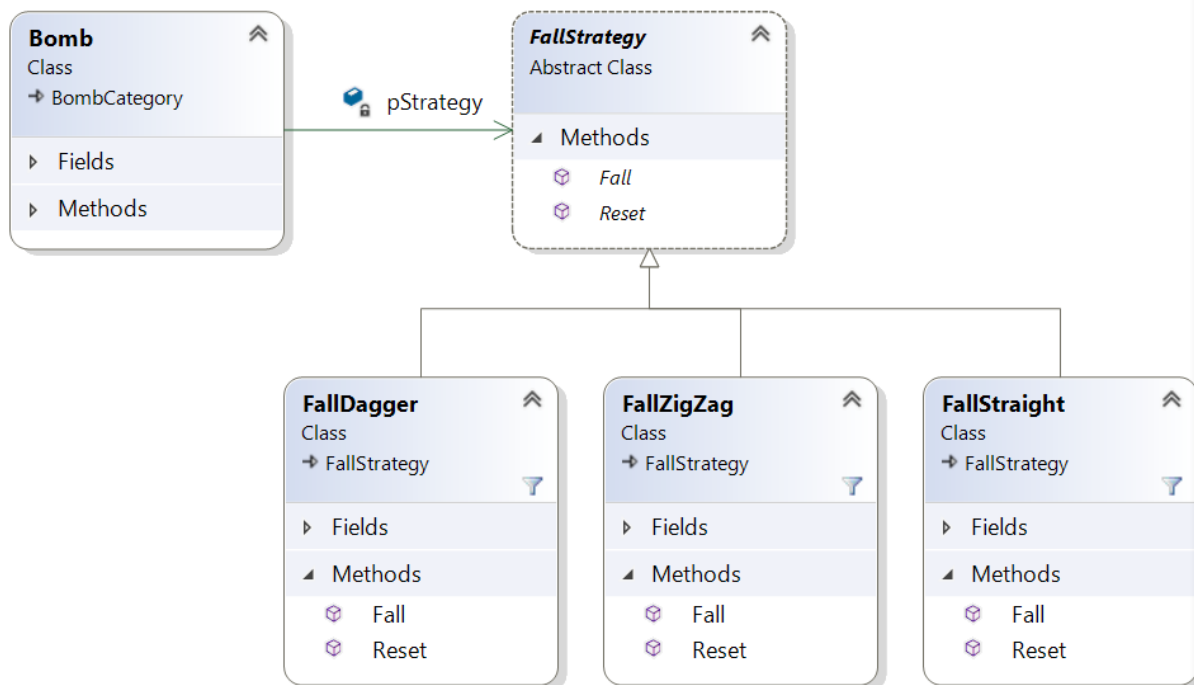 Bomb
Class
BombCategory
Fields
Methods
pStrategy
FallStrategy
Abstract Class
Methods
Fall
Reset
FallDagger
Class
FallStrategy
Fields
Methods
Fall
Reset
FallZigZag
Class
FallStrategy
Fields
Methods
Fall
Reset
FallStraight
Class
FallStrategy
Fields
Methods
Fall
Reset